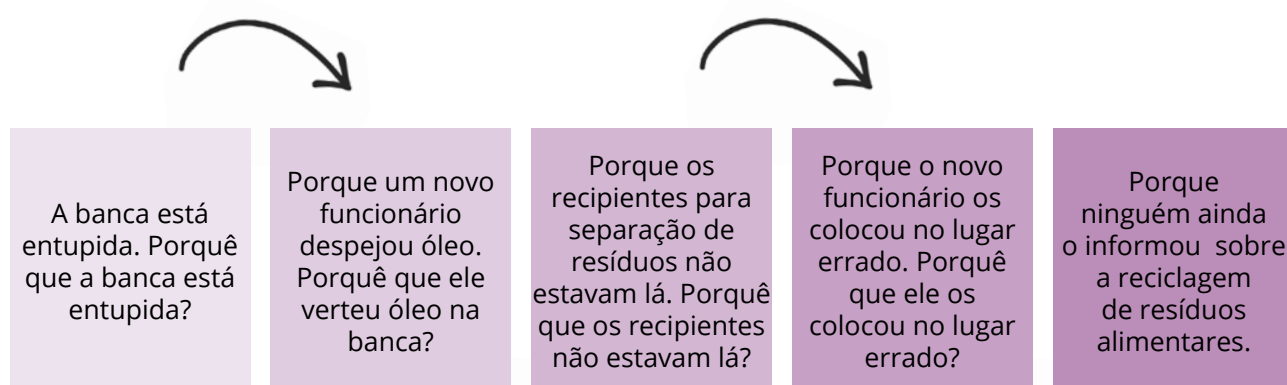 A banca está
entupida. Porquê
que a banca está
entupida?
Porque um novo
funcionário
despejou óleo.
Porquê que ele
verteu óleo na
banca?
Porque os
recipientes para
separação de
resíduos não
estavam lá. Porquê
que os recipientes
não estavam lá?
Porque o novo
funcionário os
colocou no lugar
errado. Porquê
que ele os
colocou no lugar
errado?
Porque
ninguém ainda
o informou  sobre
a reciclagem
de resíduos
alimentares.